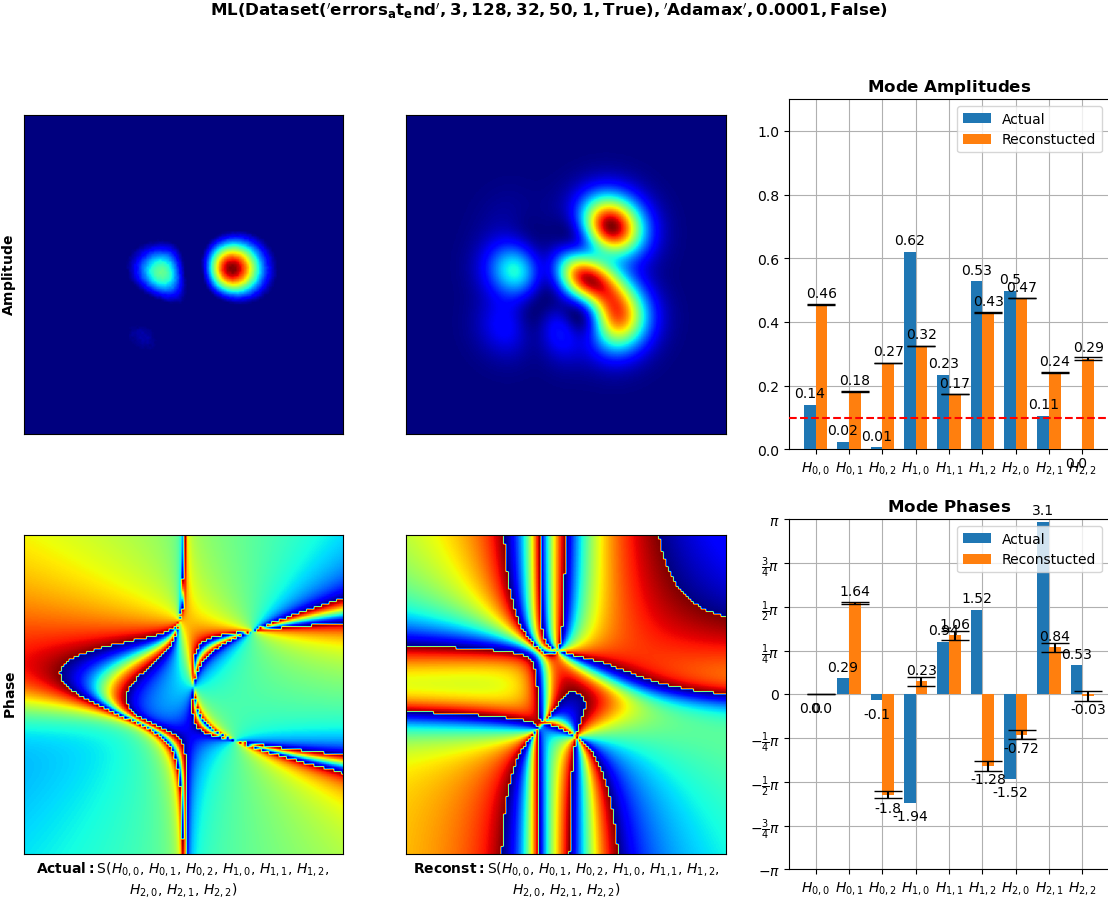 ML(Dataset('errors_at_end', 3, 128, 32, 50, 1, True), 'Adamax', 0.0001, False)
Amplitude
Mode Amplitudes
Actual
Reconstucted
1.0
0.8
0.6
0.4
0.2
0.0
0.14
0.46
0.02
0.18
0.01
0.27
0.62
0.32
0.23
0.17
0.53
0.43
0.5
0.47
0.11
0.24
0.0
0.29
H0,0 H0,1 H0,2 H1,0 H1,1 H1,2 H2,0 H2,1 H2,2
Phase
Mode Phases
Actual
Reconstucted
π
3/4π
1/2π
1/4π
0
−1/4π
−1/2π
−3/4π
−π
0.0
0.0
0.29
1.64
-0.1
-1.8
-1.94
0.23
1.06
1.52
-1.28
-1.52
-0.72
3.1
0.84
0.53
-0.03
H0,0 H0,1 H0,2 H1,0 H1,1 H1,2 H2,0 H2,1 H2,2
Actual: S(H0,0, H0,1, H0,2, H1,0, H1,1, H1,2,
H2,0, H2,1, H2,2)
Reconst: S(H0,0, H0,1, H0,2, H1,0, H1,1, H1,2,
H2,0, H2,1, H2,2)